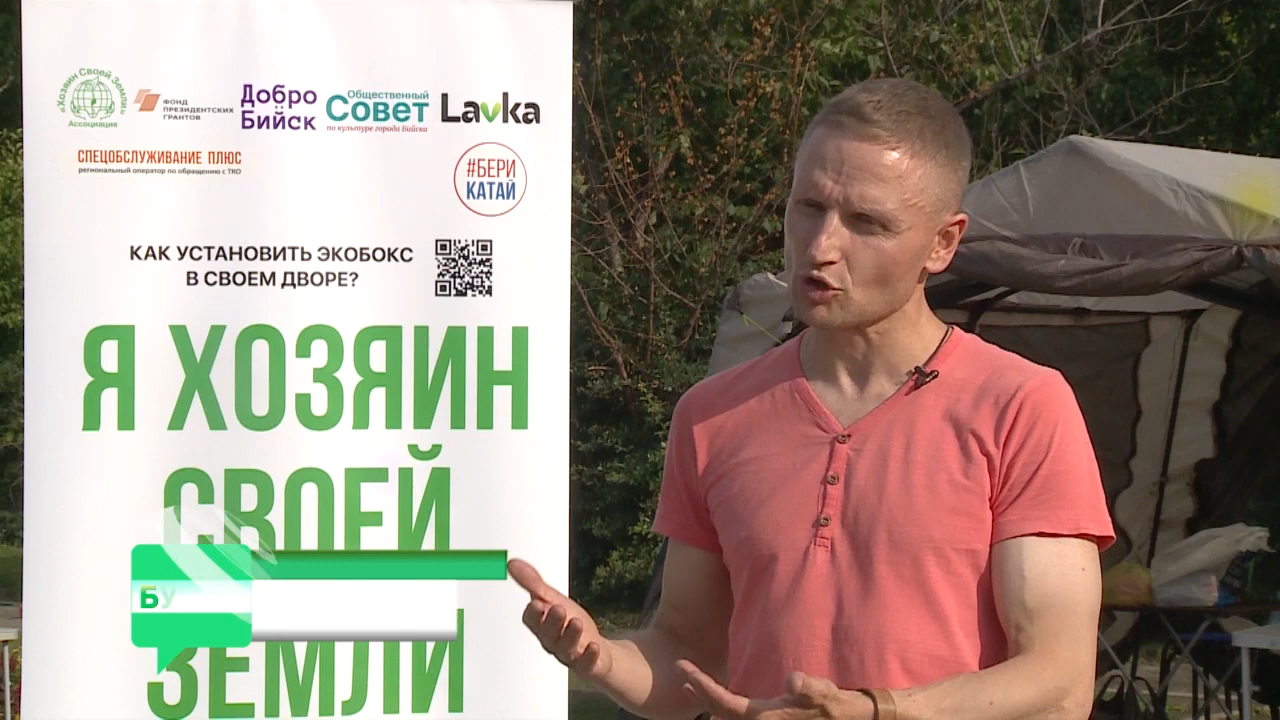 «Хозяин Своей Земли»
Ассоциация
ФОНД
ПРЕЗИДЕНТСКИХ
ГРАНТОВ
Добро
Бийск
Общественный
Совет
по культуре города Бийска
Lavka
СПЕЦОБСЛУЖИВАНИЕ ПЛЮС
региональный оператор по обращению с ТКО
#БЕРИ
КАТАЙ
КАК УСТАНОВИТЬ ЭКОБОКС
В СВОЕМ ДВОРЕ?
Я ХОЗЯИН
СВОЕЙ
БУ
ЗЕМЛИ